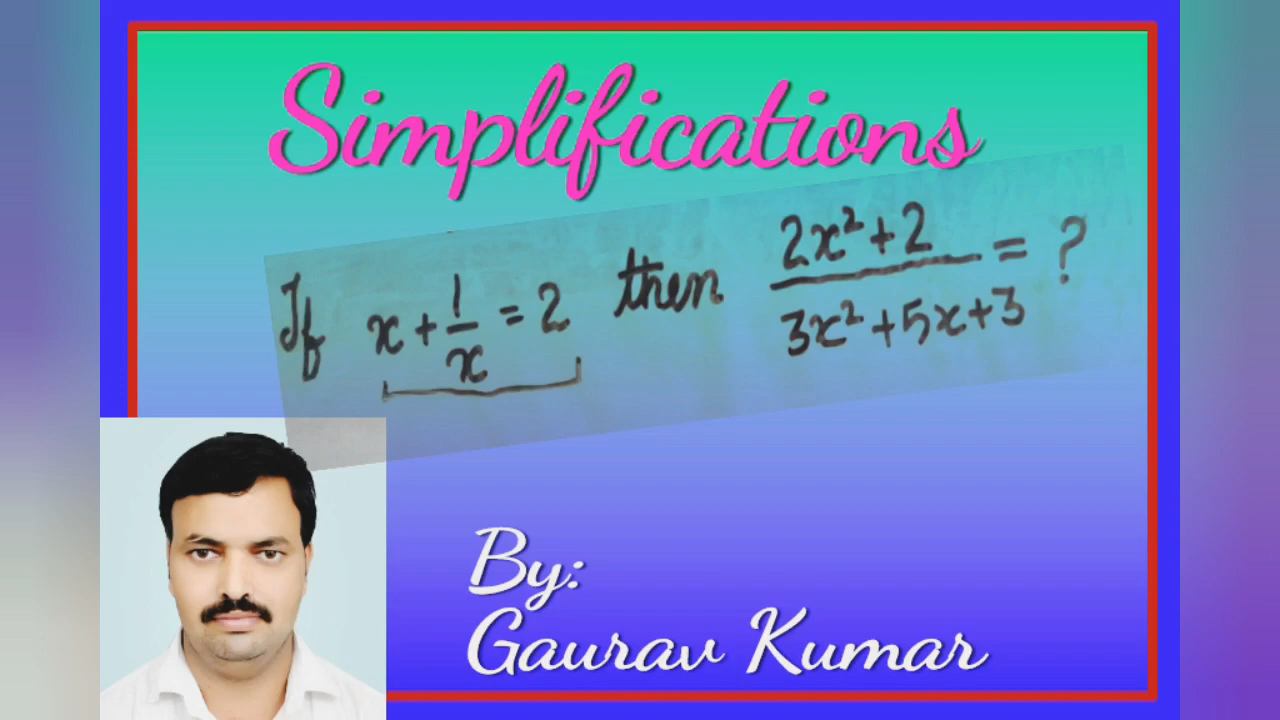 Simplifications
If x + 1/x = 2 then (2x² + 2)/(3x² + 5x + 3) = ?
By:
Gaurav Kumar